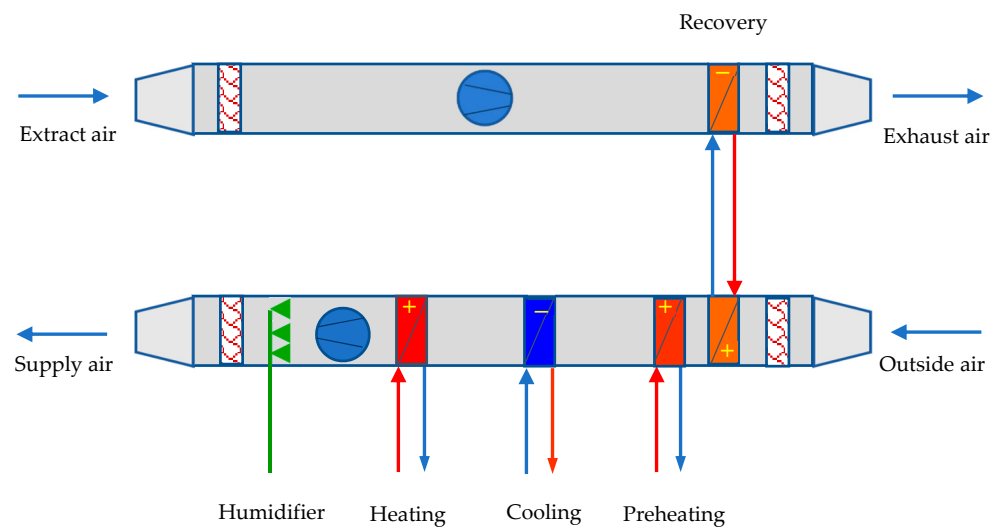 Recovery
Extract air
Exhaust air
Supply air
Outside air
Humidifier
Heating
Cooling
Preheating